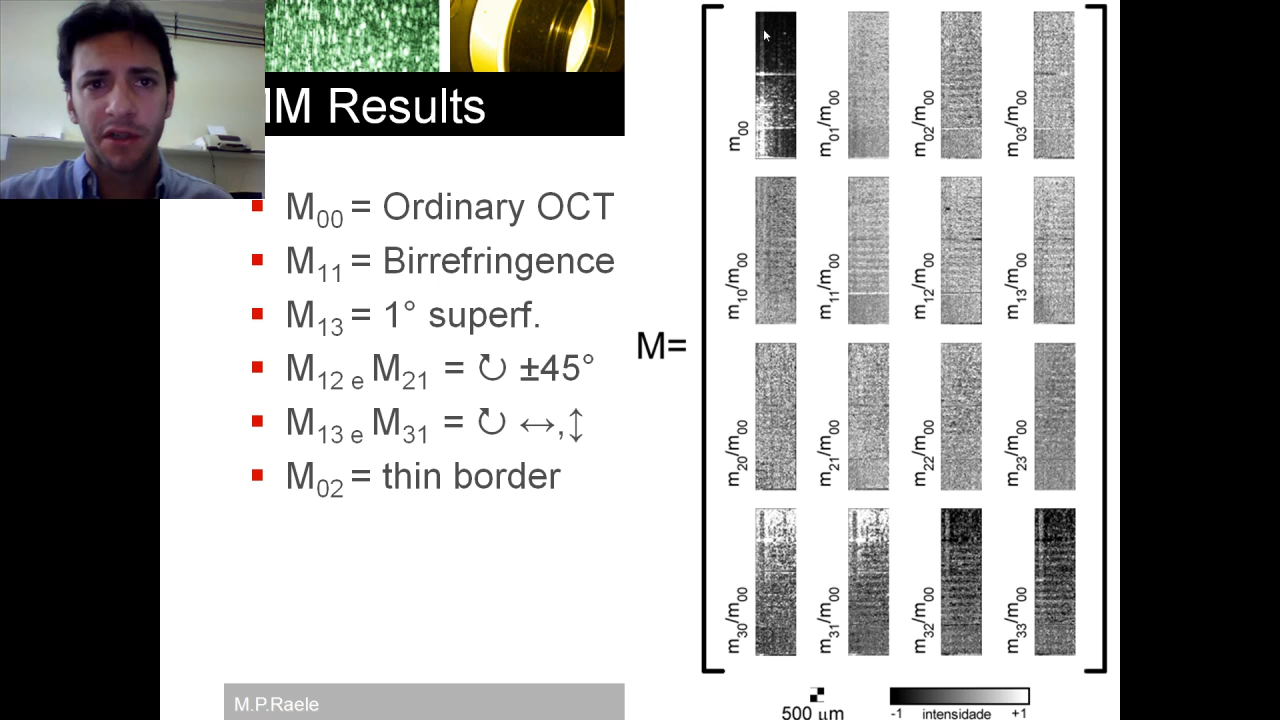 IM Results
M00 = Ordinary OCT
M11 = Birrefringence
M13 = 1° superf.
M12 e M21 = ↻ ±45°
M13 e M31 = ↻ ↔,↕
M02 = thin border
M.P.Raele
M=
m00 m01/m00 m02/m00 m03/m00
m10/m00 m11/m00 m12/m00 m13/m00
m20/m00 m21/m00 m22/m00 m23/m00
m30/m00 m31/m00 m32/m00 m33/m00
500 µm
-1 intensidade +1